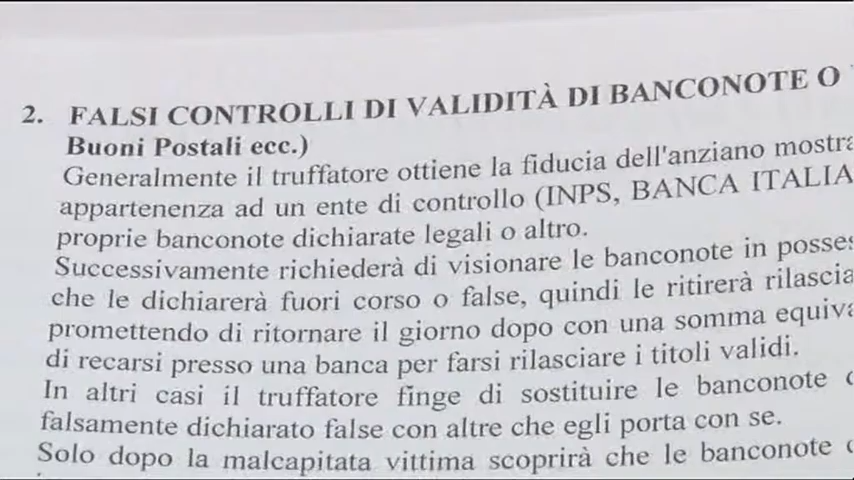 2. FALSI CONTROLLI DI VALIDITÀ DI BANCONOTE O
Buoni Postali ecc.)
Generalmente il truffatore ottiene la fiducia dell'anziano mostra
appartenenza ad un ente di controllo (INPS, BANCA ITALIA
proprie banconote dichiarate legali o altro.
Successivamente richiederà di visionare le banconote in posses
che le dichiarerà fuori corso o false, quindi le ritirerà rilascia
promettendo di ritornare il giorno dopo con una somma equiva
di recarsi presso una banca per farsi rilasciare i titoli validi.
In altri casi il truffatore finge di sostituire le banconote
falsamente dichiarato false con altre che egli porta con se.
Solo dopo la malcapitata vittima scoprirà che le banconote